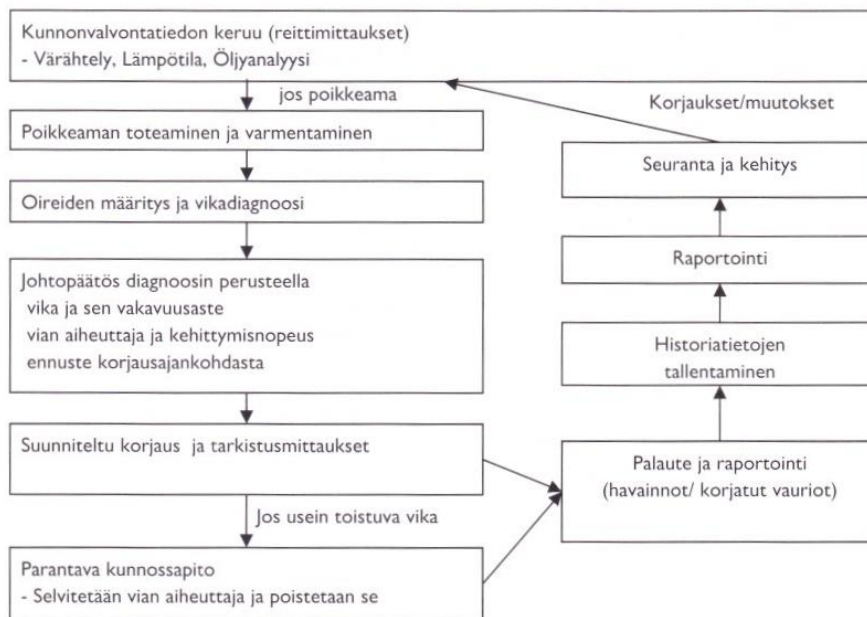 Kunnonvalvontatiedon keruu (reittimittaukset)
- Värähtely, Lämpötila, Öljyanalyysi
jos poikkeama
Poikkeaman toteaminen ja varmentaminen
Oireiden määritys ja vikadiagnoosi
Johtopäätös diagnoosin perusteella
vika ja sen vakavuusaste
vian aiheuttaja ja kehittymisnopeus
ennuste korjausajankohdasta
Suunniteltu korjaus ja tarkistusmittaukset
Jos usein toistuva vika
Parantava kunnossapito
- Selvitetään vian aiheuttaja ja poistetaan se
Palaute ja raportointi
(havainnot/ korjatut vauriot)
Historiatietojen
tallentaminen
Raportointi
Seuranta ja kehitys
Korjaukset/muutokset